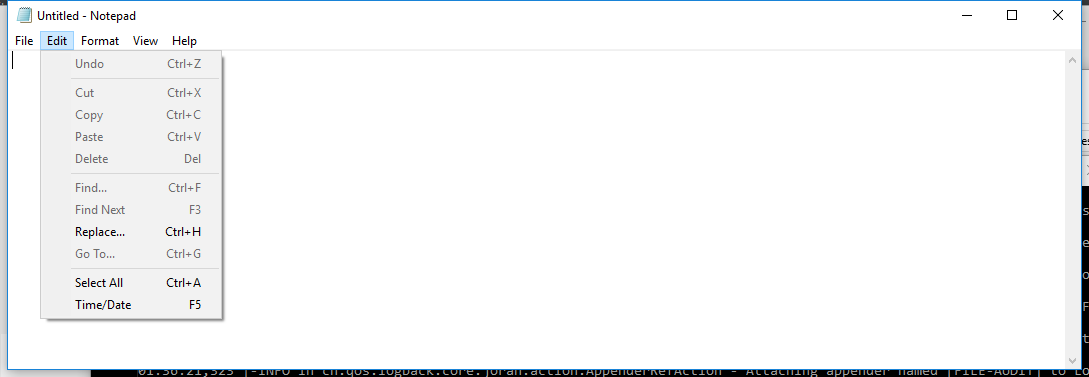 Untitled - Notepad
File Edit Format View Help
Undo Ctrl+Z
Cut Ctrl+X
Copy Ctrl+C
Paste Ctrl+V
Delete Del
Find... Ctrl+F
Find Next F3
Replace... Ctrl+H
Go To... Ctrl+G
Select All Ctrl+A
Time/Date F5
01:36:21,323 |-INFO in ch.qos.logback.core.joran.action.AppenderRefAction - Attaching appender named [FILE-AUDIT] to Lo